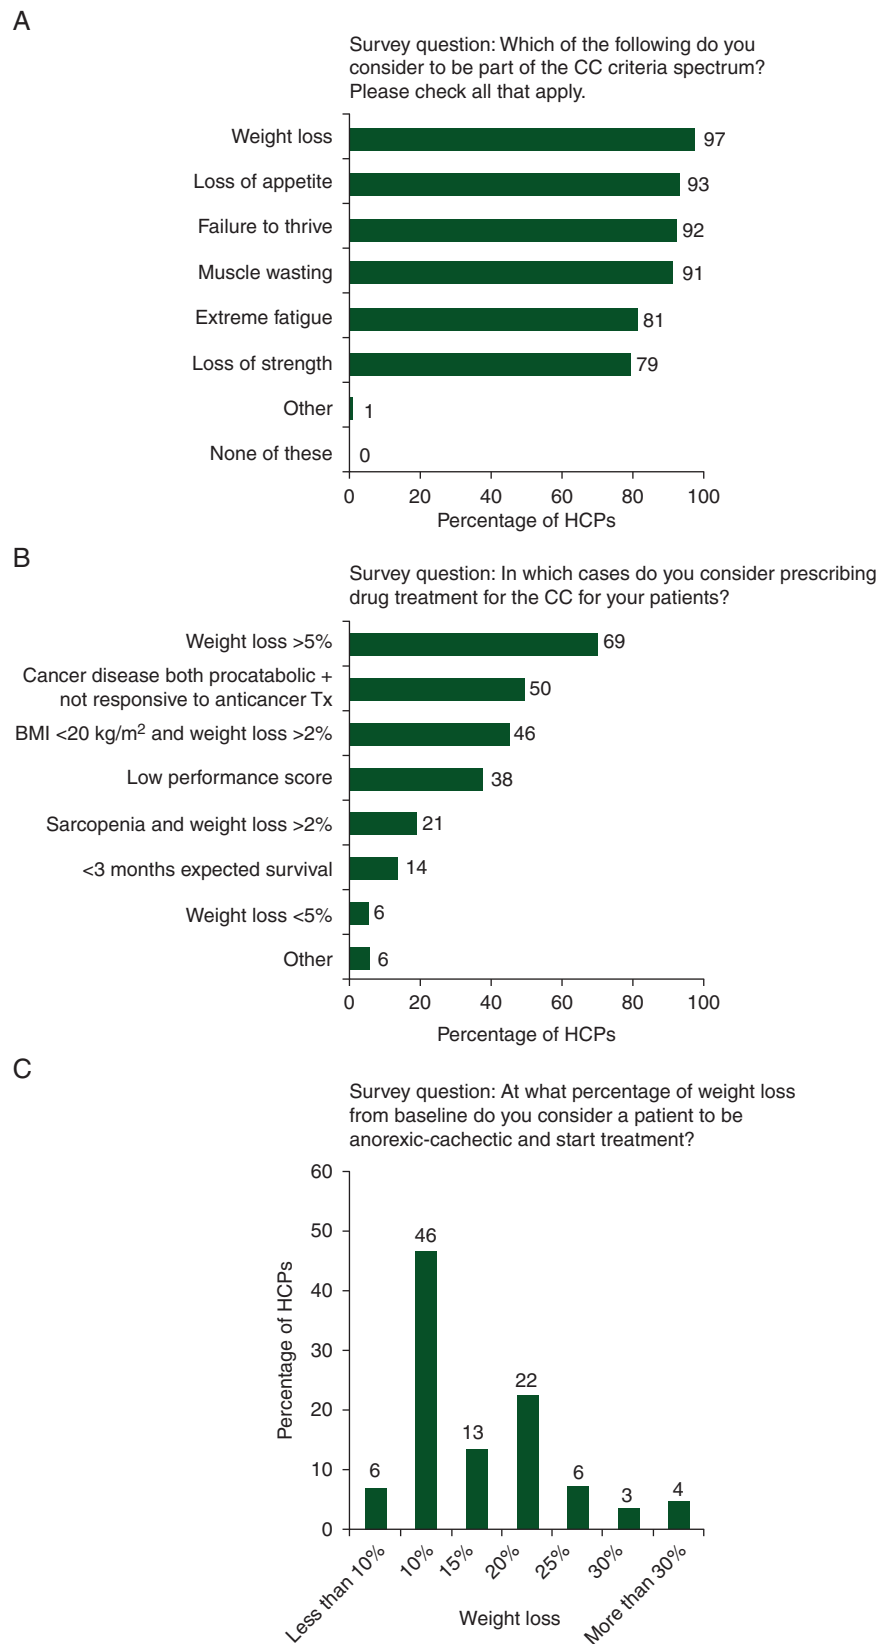 A
Survey question: Which of the following do you
consider to be part of the CC criteria spectrum?
Please check all that apply.
Weight loss
97
Loss of appetite
93
Failure to thrive
92
Muscle wasting
91
Extreme fatigue
81
Loss of strength
79
Other
1
None of these
0
0 20 40 60 80 100
Percentage of HCPs
B
Survey question: In which cases do you consider prescribing
drug treatment for the CC for your patients?
Weight loss >5%
69
Cancer disease both procatabolic +
not responsive to anticancer Tx
50
BMI <20 kg/m² and weight loss >2%
46
Low performance score
38
Sarcopenia and weight loss >2%
21
<3 months expected survival
14
Weight loss <5%
6
Other
6
0 20 40 60 80 100
Percentage of HCPs
C
Survey question: At what percentage of weight loss
from baseline do you consider a patient to be
anorexic-cachectic and start treatment?
Percentage of HCPs
60
50
40
30
20
10
0
6
46
13
22
6
3
4
Less than 10%
10%
15%
20%
25%
30%
More than 30%
Weight loss